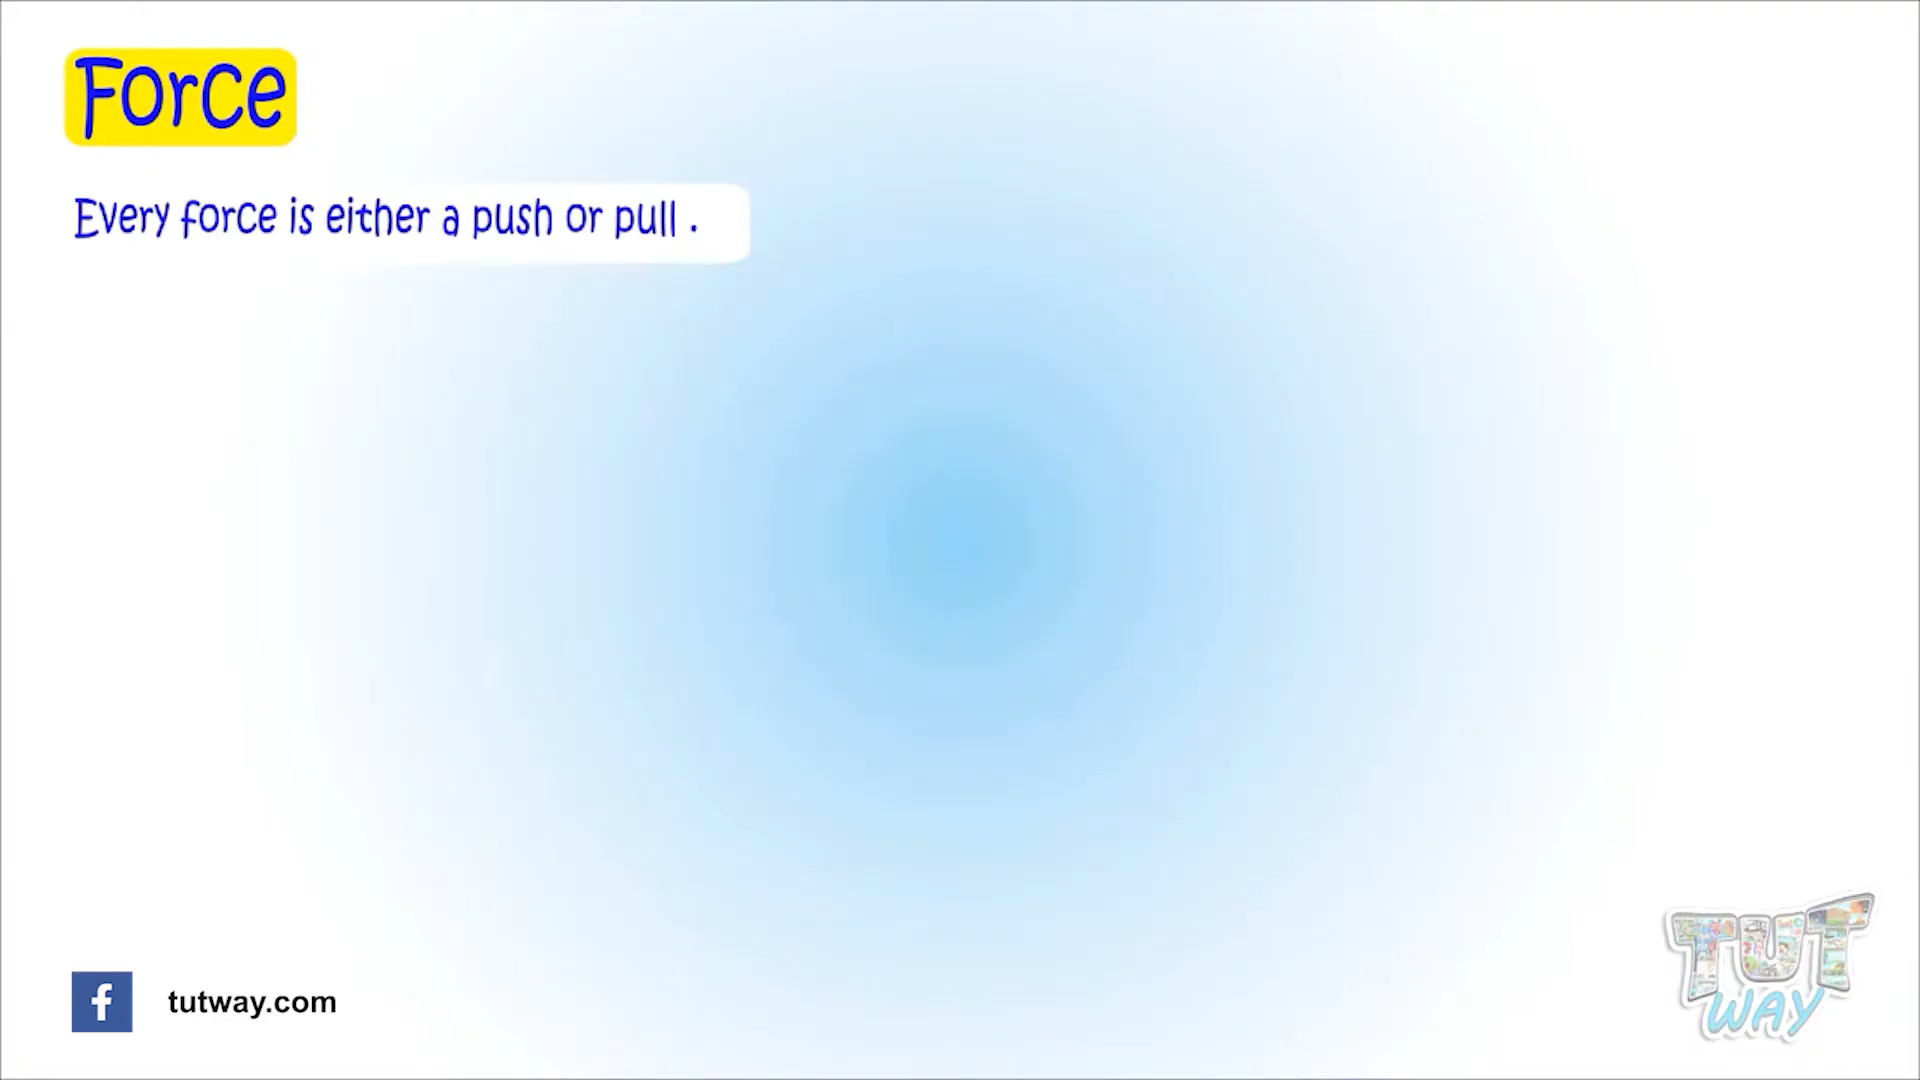 Force
Every force is either a push or pull .
f tutway.com
TUT
WAY